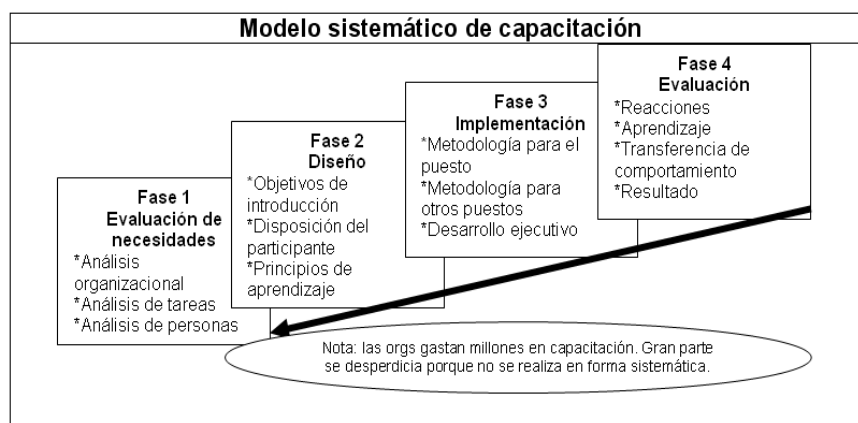 Modelo sistemático de capacitación
Fase 1
Evaluación de
necesidades
*Análisis
organizacional
*Análisis de tareas
*Análisis de personas
Fase 2
Diseño
*Objetivos de
introducción
*Disposición del
participante
*Principios de
aprendizaje
Fase 3
Implementación
*Metodología para el
puesto
*Metodología para
otros puestos
*Desarrollo ejecutivo
Fase 4
Evaluación
*Reacciones
*Aprendizaje
*Transferencia de
comportamiento
*Resultado
Nota: las orgs gastan millones en capacitación. Gran parte
se desperdicia porque no se realiza en forma sistemática.